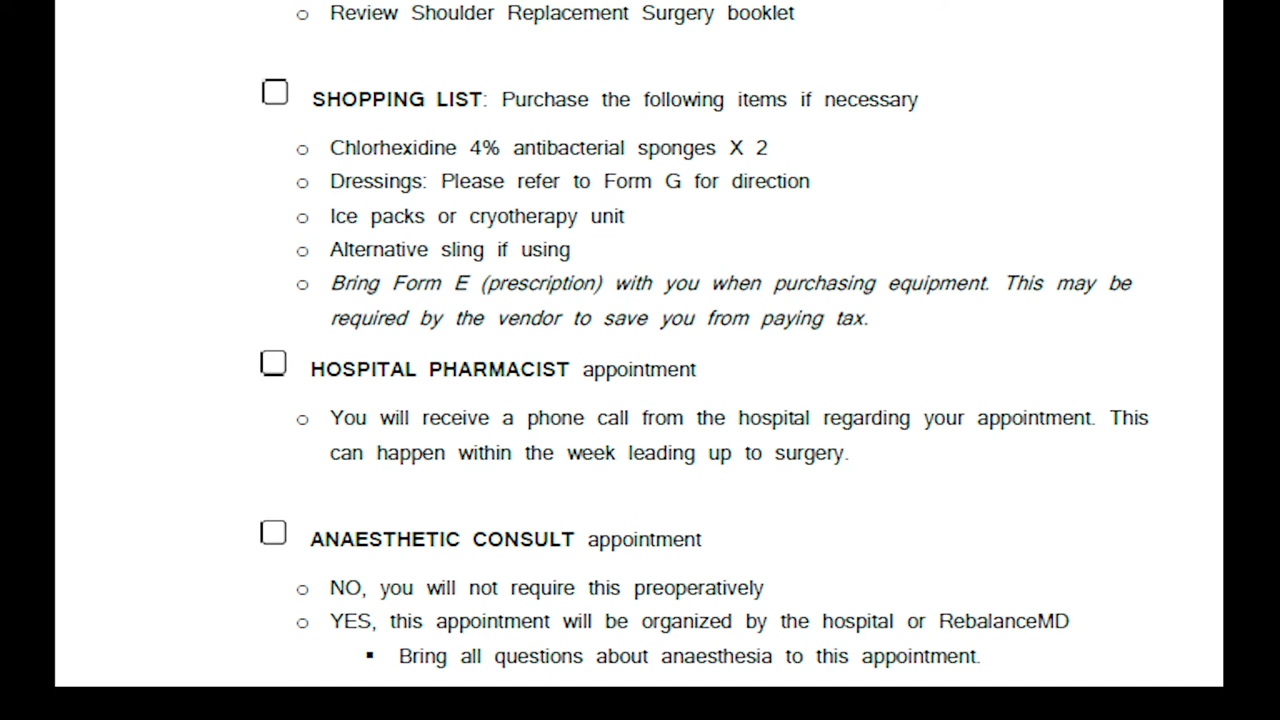 o Review Shoulder Replacement Surgery booklet
SHOPPING LIST: Purchase the following items if necessary
o Chlorhexidine 4% antibacterial sponges X 2
o Dressings: Please refer to Form G for direction
o Ice packs or cryotherapy unit
o Alternative sling if using
o Bring Form E (prescription) with you when purchasing equipment. This may be
required by the vendor to save you from paying tax.
HOSPITAL PHARMACIST appointment
o You will receive a phone call from the hospital regarding your appointment. This
can happen within the week leading up to surgery.
ANAESTHETIC CONSULT appointment
o NO, you will not require this preoperatively
o YES, this appointment will be organized by the hospital or RebalanceMD
▪ Bring all questions about anaesthesia to this appointment.